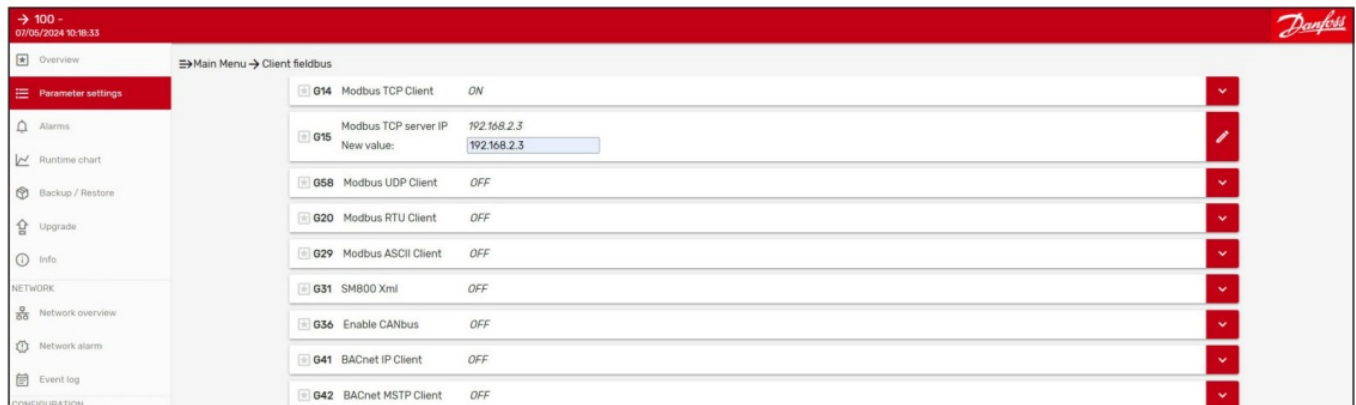 → 100 -
07/05/2024 10:18:33
Danfoss
Overview
Parameter settings
Alarms
Runtime chart
Backup / Restore
Upgrade
Info
NETWORK
Network overview
Network alarm
Event log
CONFIGURATION
Main Menu → Client fieldbus
G14 Modbus TCP Client ON
G15 Modbus TCP server IP 192.168.2.3
New value: 192.168.2.3
G58 Modbus UDP Client OFF
G20 Modbus RTU Client OFF
G29 Modbus ASCII Client OFF
G31 SM800 Xml OFF
G36 Enable CANbus OFF
G41 BACnet IP Client OFF
G42 BACnet MSTP Client OFF